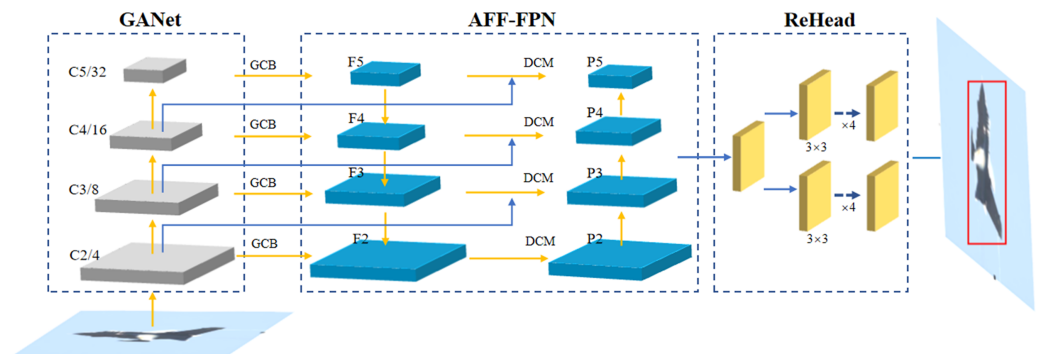 GANet
AFF-FPN
ReHead
C5/32
GCB
F5
DCM
P5
C4/16
GCB
F4
DCM
P4
C3/8
GCB
F3
DCM
P3
C2/4
GCB
F2
DCM
P2
3×3
×4
3×3
×4